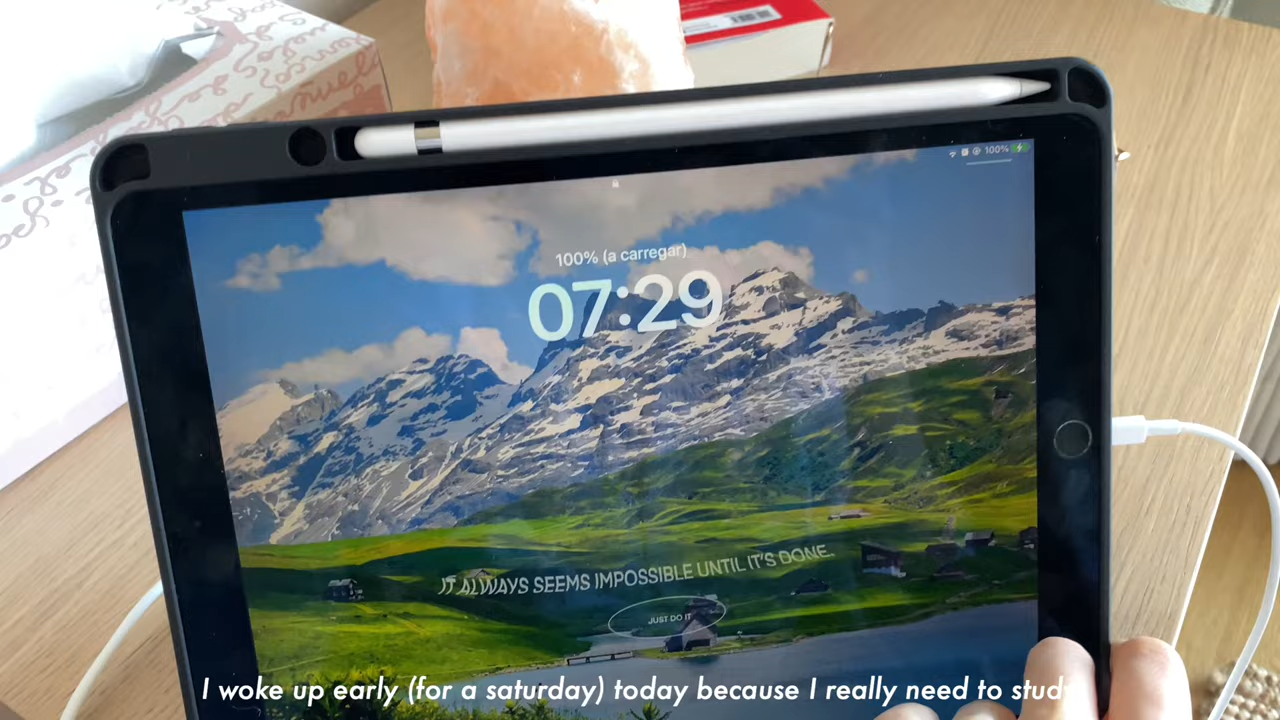 100%
100% (a carregar)
07:29
IT ALWAYS SEEMS IMPOSSIBLE UNTIL IT'S DONE.
JUST DO IT
I woke up early (for a saturday) today because I really need to study